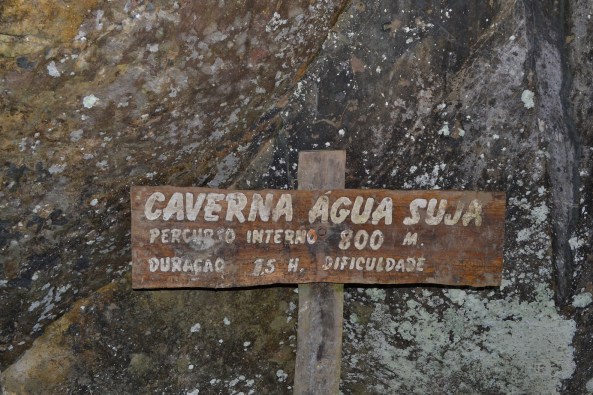 CAVERNA ÁGUA SUJA
PERCURSO INTERNO 800 M.
DURAÇÃO 1,5 H. DIFICULDADE